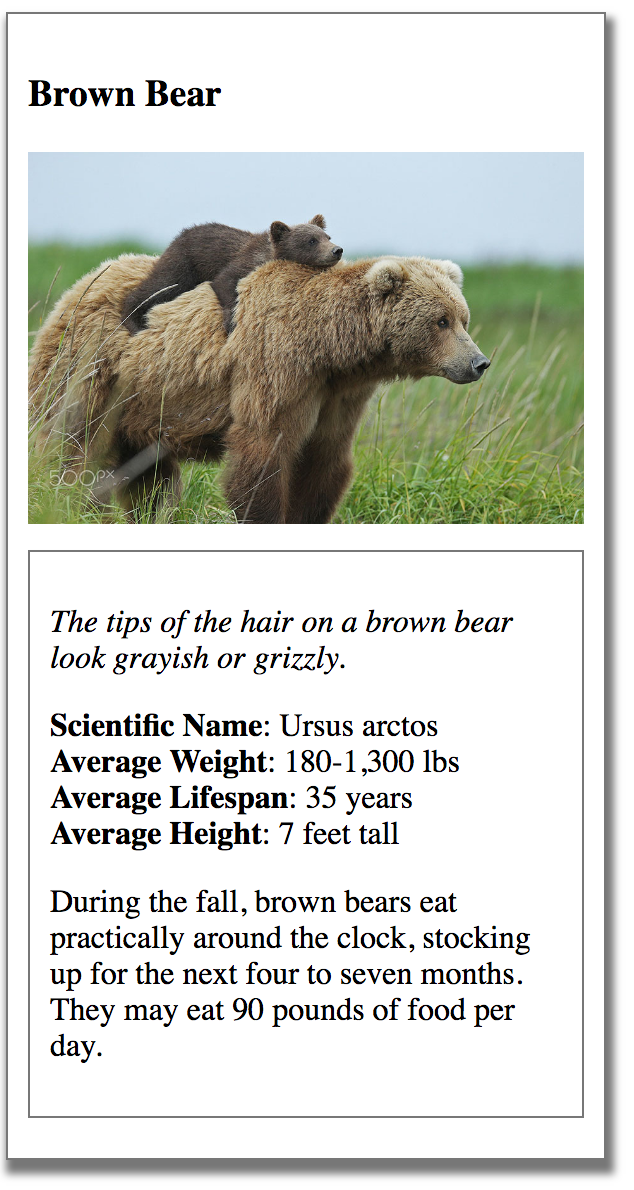 Brown Bear
500px
The tips of the hair on a brown bear
look grayish or grizzly.
Scientific Name: Ursus arctos
Average Weight: 180-1,300 lbs
Average Lifespan: 35 years
Average Height: 7 feet tall
During the fall, brown bears eat
practically around the clock, stocking
up for the next four to seven months.
They may eat 90 pounds of food per
day.